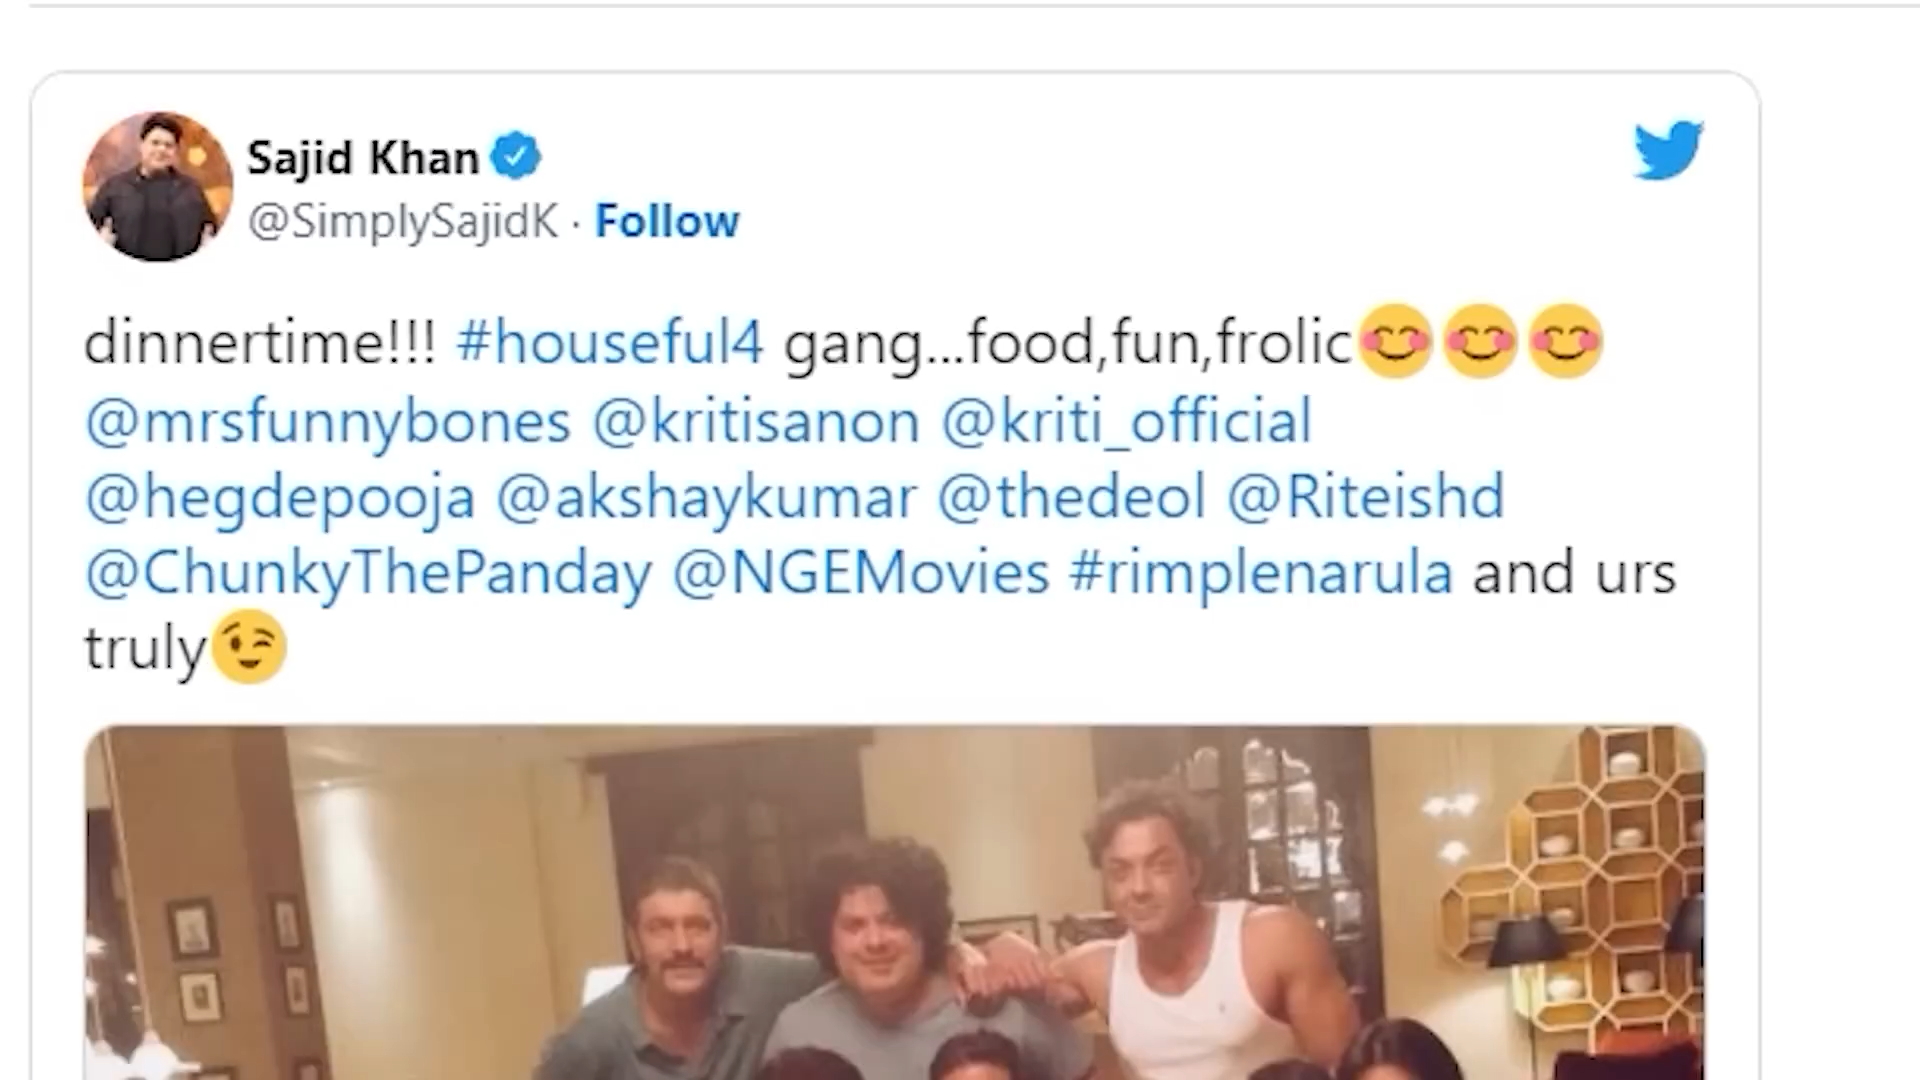 Sajid Khan
@SimplySajidK · Follow
dinnertime!!! #houseful4 gang...food,fun,frolic😊😊😊
@mrsfunnybones @kritisanon @kriti_official
@hegdepooja @akshaykumar @thedeol @Riteishd
@ChunkyThePanday @NGEMovies #rimplenarula and urs
truly😉